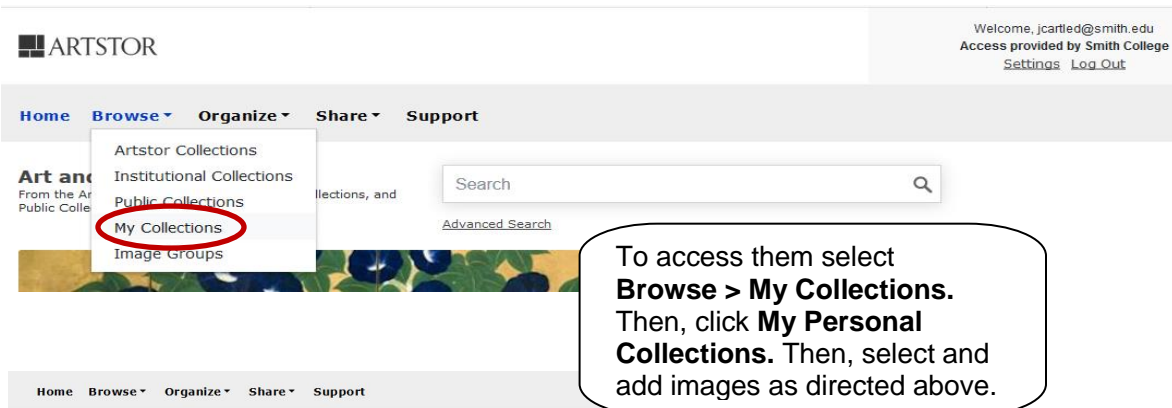 ARTSTOR
Welcome, jcartled@smith.edu
Access provided by Smith College
Settings Log Out
Home Browse Organize Share Support
Artstor Collections
Institutional Collections
Public Collections
My Collections
Image Groups
Art an
From the Ar llections, and
Public Colle
Search
Advanced Search
To access them select
Browse > My Collections.
Then, click My Personal
Collections. Then, select and
add images as directed above.
Home Browse Organize Share Support